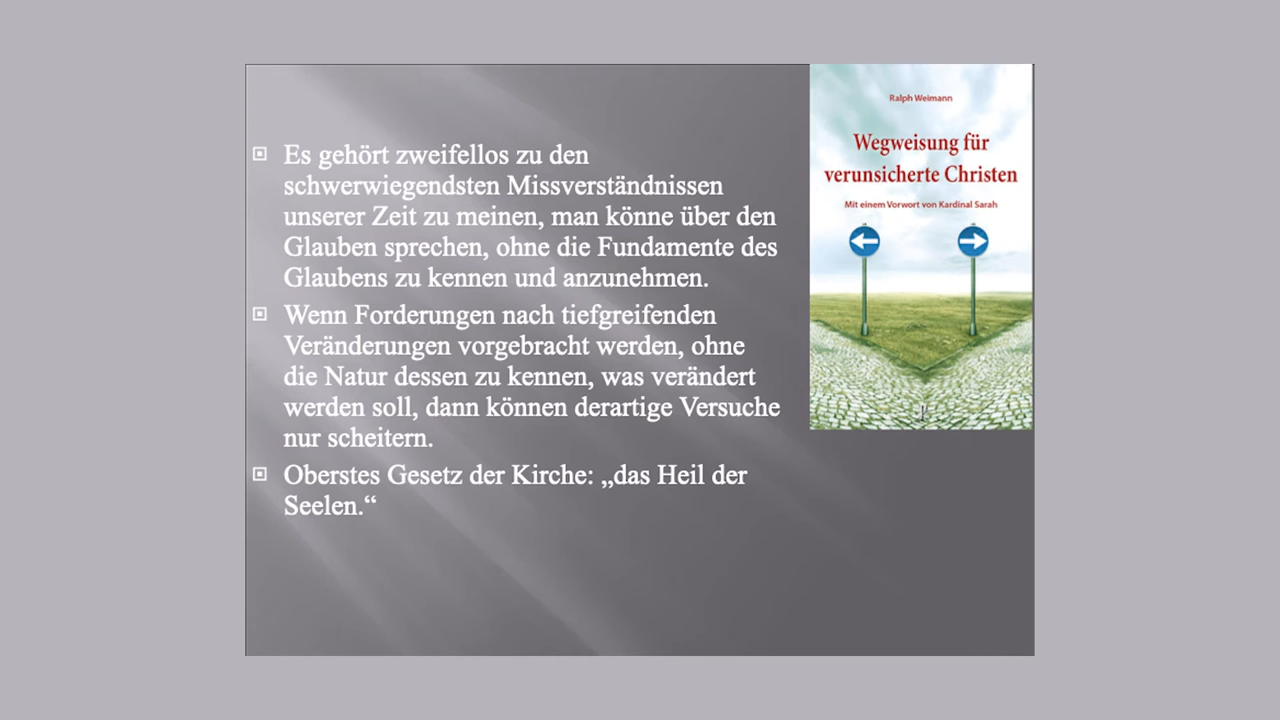 Es gehört zweifellos zu den
schwerwiegendsten Missverständnissen
unserer Zeit zu meinen, man könne über den
Glauben sprechen, ohne die Fundamente des
Glaubens zu kennen und anzunehmen.
Wenn Forderungen nach tiefgreifenden
Veränderungen vorgebracht werden, ohne
die Natur dessen zu kennen, was verändert
werden soll, dann können derartige Versuche
nur scheitern.
Oberstes Gesetz der Kirche: „das Heil der
Seelen.“
Ralph Weimann
Wegweisung für
verunsicherte Christen
Mit einem Vorwort von Kardinal Sarah